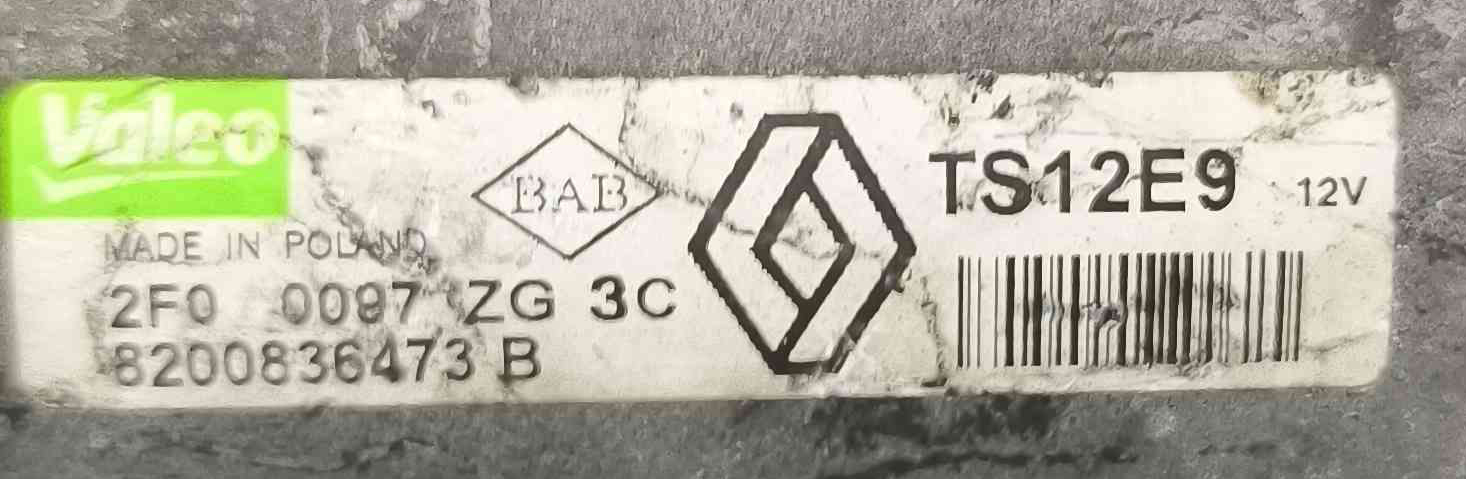 Valeo
BAB
TS12E9 12V
MADE IN POLAND
2F0 0097 ZG 3C
8200836473 B